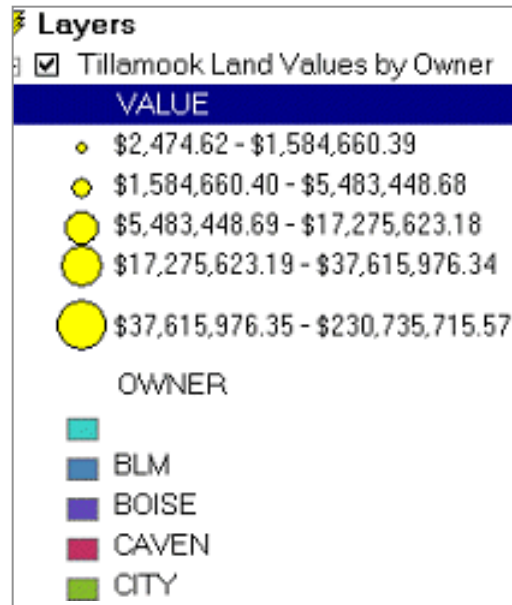 Layers
Tillamook Land Values by Owner
VALUE
$2,474.62 - $1,584,660.39
$1,584,660.40 - $5,483,448.68
$5,483,448.69 - $17,275,623.18
$17,275,623.19 - $37,615,976.34
$37,615,976.35 - $230,735,715.57
OWNER
BLM
BOISE
CAVEN
CITY